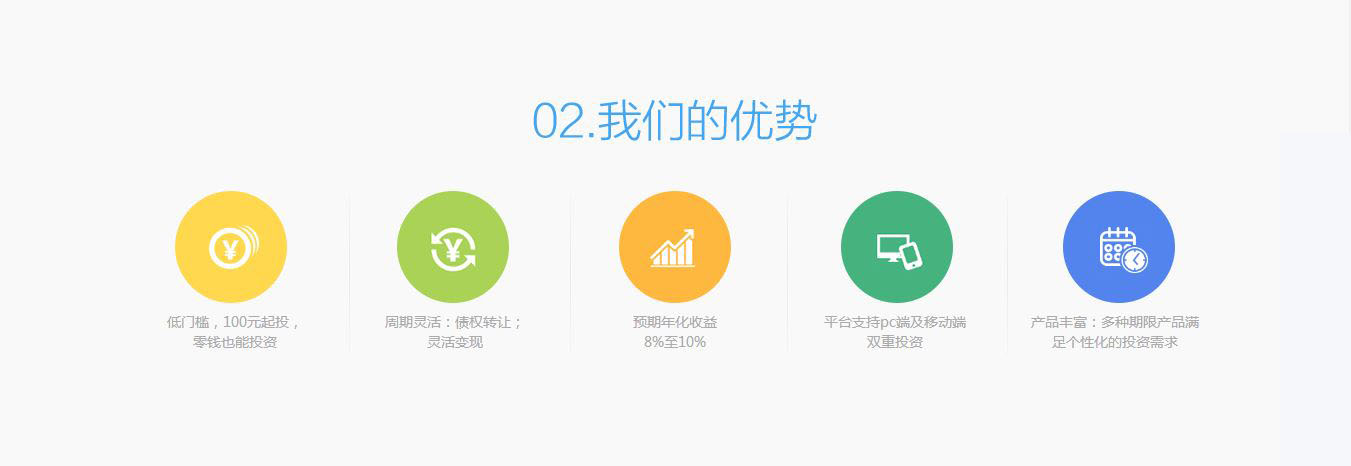 02.我们的优势
低门槛，100元起投，
零钱也能投资
周期灵活：债权转让；
灵活变现
预期年化收益
8%至10%
平台支持pc端及移动端
双重投资
产品丰富：多种期限产品满
足个性化的投资需求